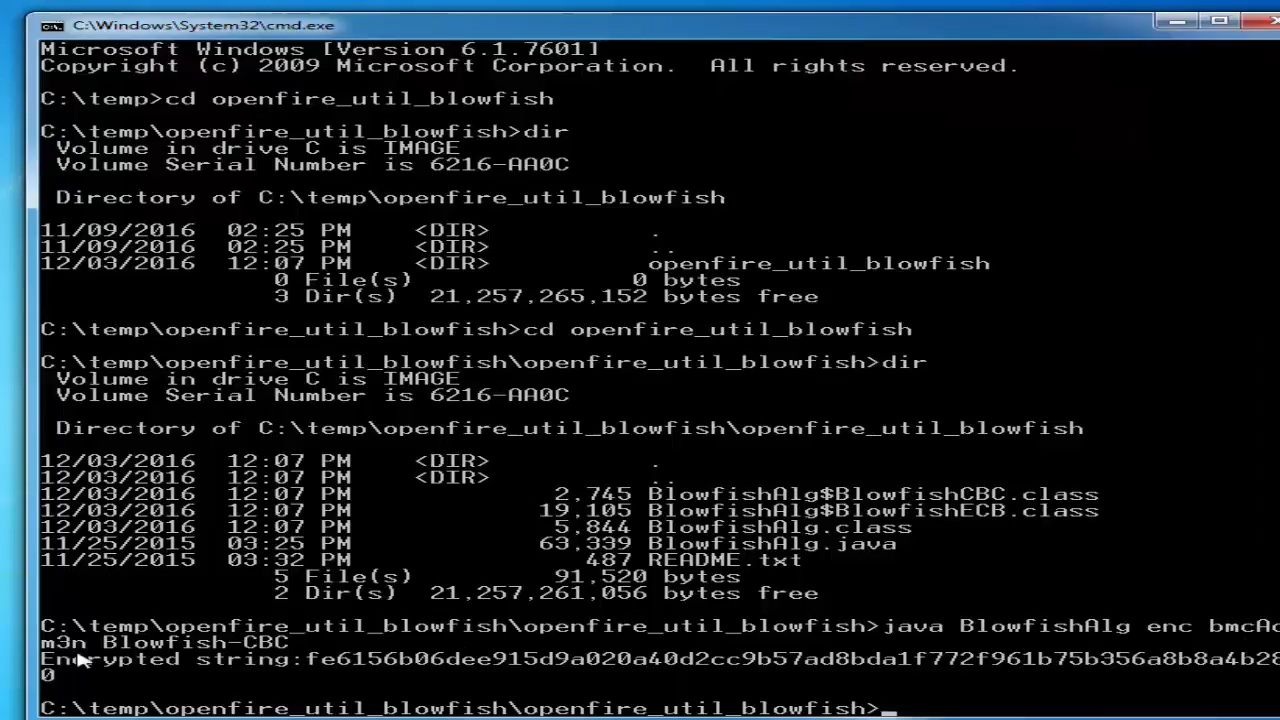 C:\Windows\System32\cmd.exe
Microsoft Windows [Version 6.1.7601]
Copyright (c) 2009 Microsoft Corporation.  All rights reserved.
C:\temp>cd openfire_util_blowfish
C:\temp\openfire_util_blowfish>dir
Volume in drive C is IMAGE
Volume Serial Number is 6216-AA0C
Directory of C:\temp\openfire_util_blowfish
11/09/2016  02:25 PM    <DIR>          .
11/09/2016  02:25 PM    <DIR>          ..
12/03/2016  12:07 PM    <DIR>          openfire_util_blowfish
0 File(s)              0 bytes
3 Dir(s)  21,257,265,152 bytes free
C:\temp\openfire_util_blowfish>cd openfire_util_blowfish
C:\temp\openfire_util_blowfish\openfire_util_blowfish>dir
Volume in drive C is IMAGE
Volume Serial Number is 6216-AA0C
Directory of C:\temp\openfire_util_blowfish\openfire_util_blowfish
12/03/2016  12:07 PM    <DIR>          .
12/03/2016  12:07 PM    <DIR>          ..
12/03/2016  12:07 PM             2,745 BlowfishAlg$BlowfishCBC.class
12/03/2016  12:07 PM            19,105 BlowfishAlg$BlowfishECB.class
12/03/2016  12:07 PM             5,844 BlowfishAlg.class
11/25/2015  03:25 PM            63,339 BlowfishAlg.java
11/25/2015  03:32 PM               487 README.txt
5 File(s)         91,520 bytes
2 Dir(s)  21,257,261,056 bytes free
C:\temp\openfire_util_blowfish\openfire_util_blowfish>java BlowfishAlg enc bmcAd
m3n Blowfish-CBC
Encrypted string:fe6156b06dee915d9a020a40d2cc9b57ad8bda1f772f961b75b356a8b8a4b28
0
C:\temp\openfire_util_blowfish\openfire_util_blowfish>_